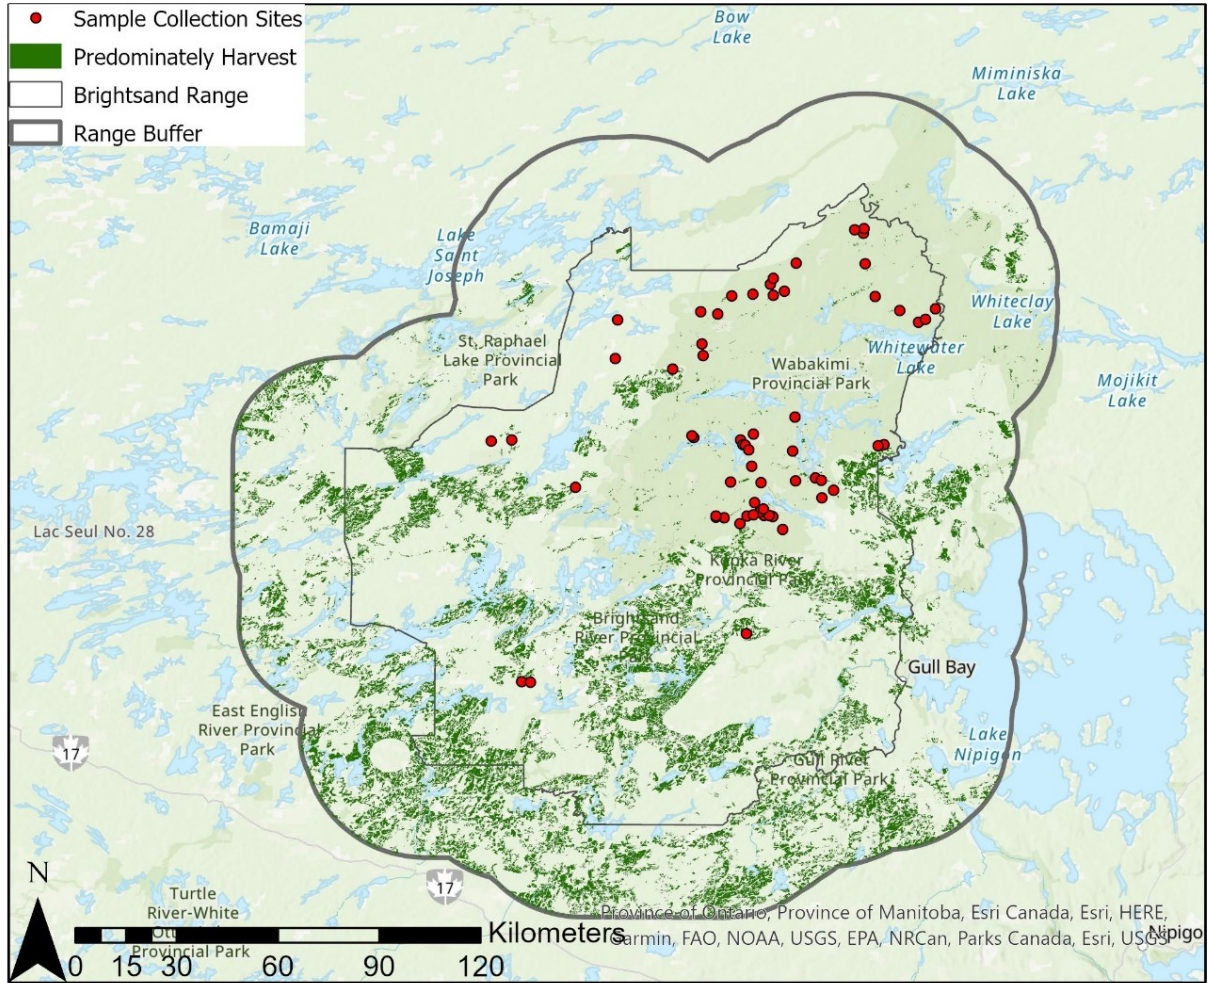 Sample Collection Sites
Predominately Harvest
Brightsand Range
Range Buffer
Bow
Lake
Miminiska
Lake
Bamaji
Lake
Lake
Saint
Joseph
Whiteclay
Lake
St. Raphael
Lake Provincial
Park
Wabakimi
Provincial Park
Whitewater
Lake
Mojikit
Lake
Lac Seul No. 28
Kopka River
Provincial Park
Brightsand
River Provincial
Gull Bay
East English
River Provincial
Park
Lake
Nipigon
17
Gull River
Provincial Park
17
N
Turtle
River-White
Ott
Provincial Park
Kilometers
0 15 30 60 90 120
Province of Ontario, Province of Manitoba, Esri Canada, Esri, HERE,
Garmin, FAO, NOAA, USGS, EPA, NRCan, Parks Canada, Esri, USGS
Nipigo